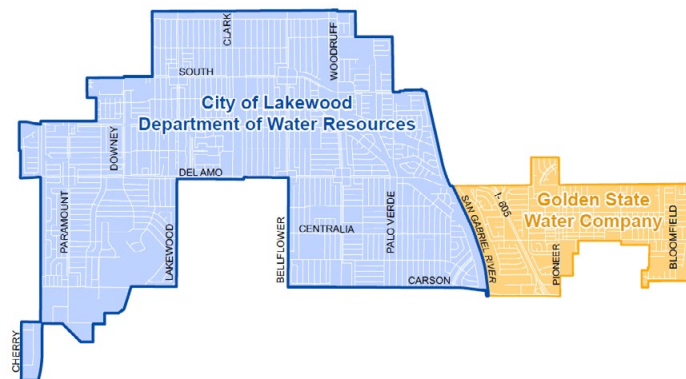 CLARK
WOODRUFF
SOUTH
City of Lakewood
Department of Water Resources
DOWNEY
DEL AMO
PARAMOUNT
LAKEWOOD
BELLFLOWER
CENTRALIA
PALO VERDE
CARSON
SAN GABRIEL RIVER
I- 605
Golden State
Water Company
PIONEER
BLOOMFIELD
CHERRY